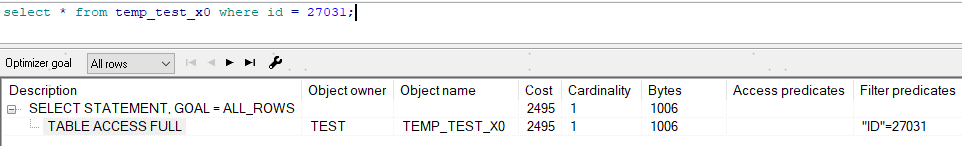 select * from temp_test_x0 where id = 27031;
Optimizer goal All rows
Description Object owner Object name Cost Cardinality Bytes Access predicates Filter predicates
SELECT STATEMENT, GOAL = ALL_ROWS 2495 1 1006
TABLE ACCESS FULL TEST TEMP_TEST_X0 2495 1 1006 "ID"=27031